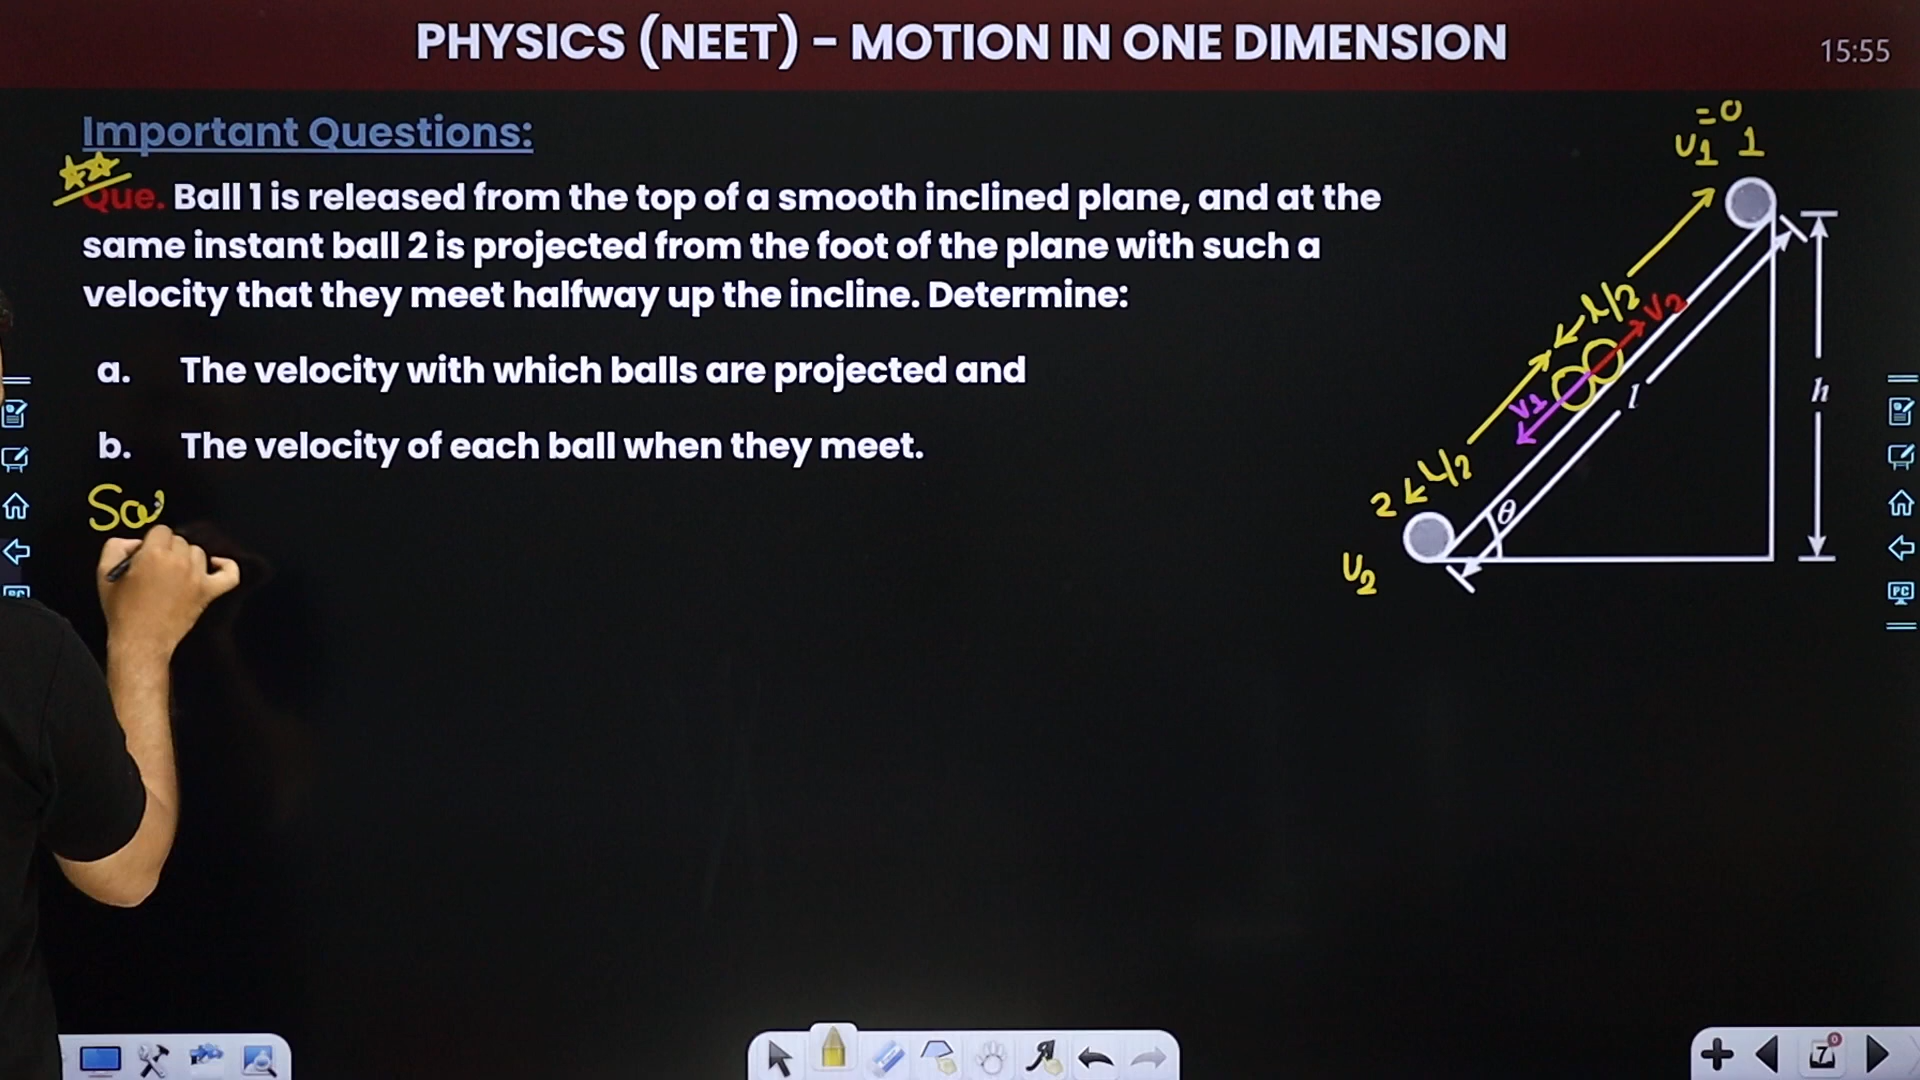 PHYSICS (NEET) - MOTION IN ONE DIMENSION
15:55
Important Questions:
Que. Ball 1 is released from the top of a smooth inclined plane, and at the
same instant ball 2 is projected from the foot of the plane with such a
velocity that they meet halfway up the incline. Determine:
a. The velocity with which balls are projected and
b. The velocity of each ball when they meet.
=0
u1 1
l/2
v2
v1
l
h
L/2
2
θ
u2
PC
7